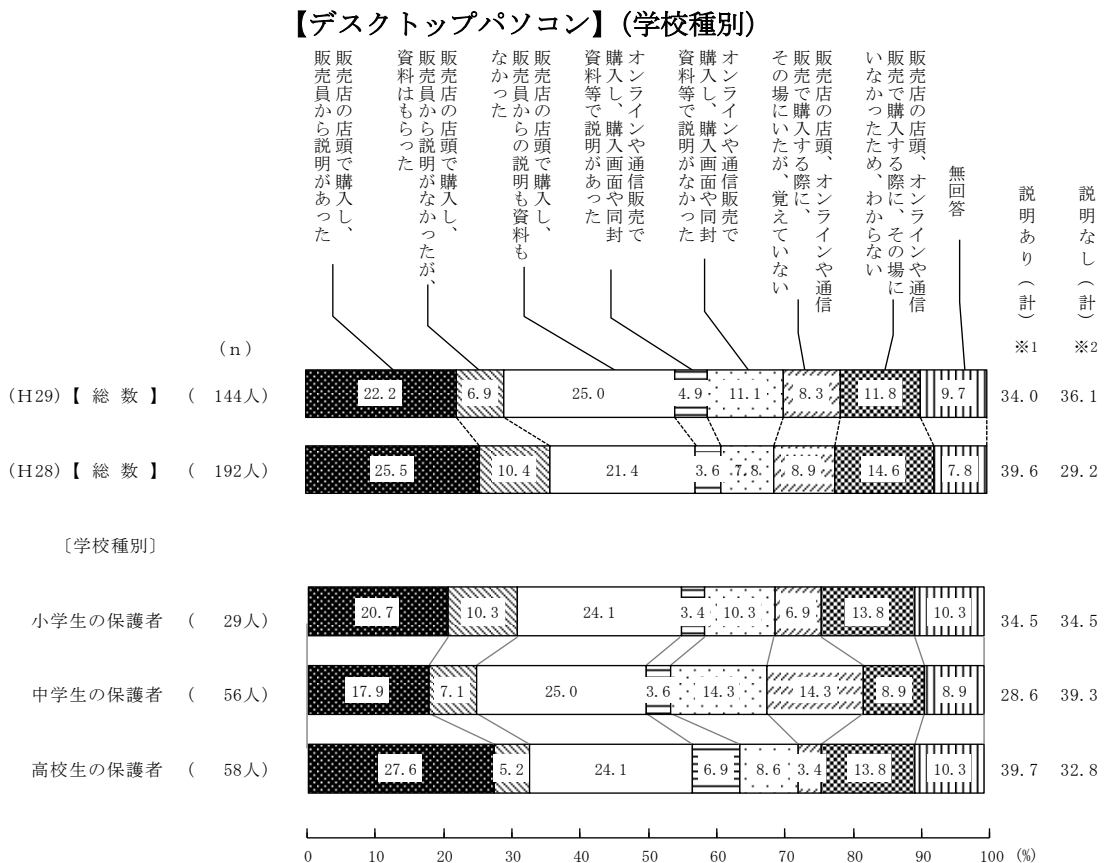 【デスクトップパソコン】（学校種別）
販売店の店頭で購入し、
販売員から説明があった
販売店の店頭で購入し、
販売員から説明がなかったが、
資料はもらった
販売店の店頭で購入し、
販売員からの説明も資料も
なかった
オンラインや通信販売で
購入し、購入画面や同封
資料等で説明があった
オンラインや通信販売で
購入し、購入画面や同封
資料等で説明がなかった
販売店の店頭、オンラインや通信
販売で購入する際に、
その場にいたが、覚えていない
販売店の店頭、オンラインや通信
販売で購入する際に、その場に
いなかったため、わからない
無回答
説明あり（計）
※1
説明なし（計）
※2
（ｎ）
(H29)【 総 数 】 ( 144人) 22.2 6.9 25.0 4.9 11.1 8.3 11.8 9.7 34.0 36.1
(H28)【 総 数 】 ( 192人) 25.5 10.4 21.4 3.6 7.8 8.9 14.6 7.8 39.6 29.2
〔学校種別〕
小学生の保護者 ( 29人) 20.7 10.3 24.1 3.4 10.3 6.9 13.8 10.3 34.5 34.5
中学生の保護者 ( 56人) 17.9 7.1 25.0 3.6 14.3 14.3 8.9 8.9 28.6 39.3
高校生の保護者 ( 58人) 27.6 5.2 24.1 6.9 8.6 3.4 13.8 10.3 39.7 32.8
0 10 20 30 40 50 60 70 80 90 100 (%)